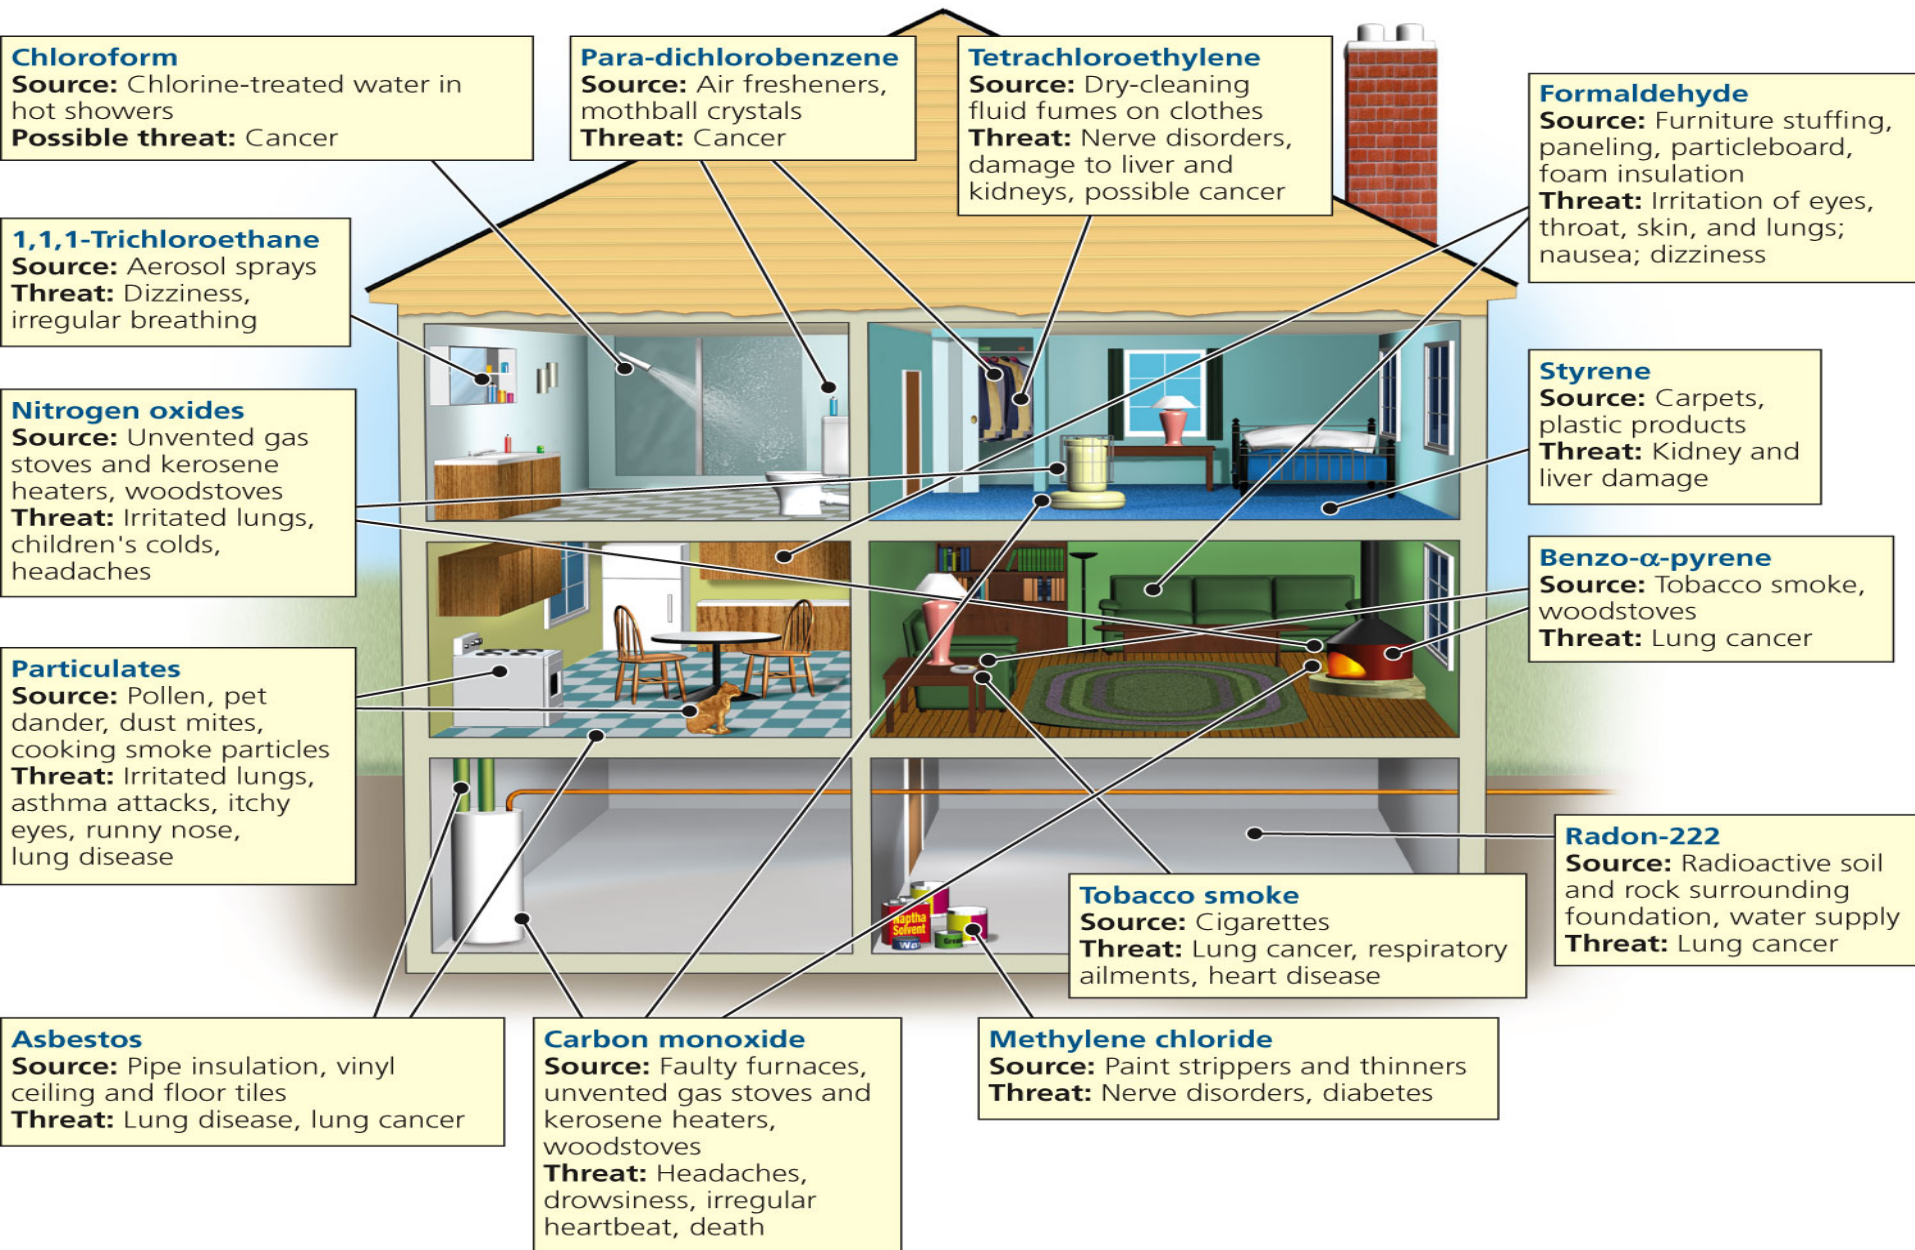 Chloroform
Source: Chlorine-treated water in
hot showers
Possible threat: Cancer
Para-dichlorobenzene
Source: Air fresheners,
mothball crystals
Threat: Cancer
Tetrachloroethylene
Source: Dry-cleaning
fluid fumes on clothes
Threat: Nerve disorders,
damage to liver and
kidneys, possible cancer
Formaldehyde
Source: Furniture stuffing,
paneling, particleboard,
foam insulation
Threat: Irritation of eyes,
throat, skin, and lungs;
nausea; dizziness
1,1,1-Trichloroethane
Source: Aerosol sprays
Threat: Dizziness,
irregular breathing
Styrene
Source: Carpets,
plastic products
Threat: Kidney and
liver damage
Nitrogen oxides
Source: Unvented gas
stoves and kerosene
heaters, woodstoves
Threat: Irritated lungs,
children's colds,
headaches
Benzo-α-pyrene
Source: Tobacco smoke,
woodstoves
Threat: Lung cancer
Particulates
Source: Pollen, pet
dander, dust mites,
cooking smoke particles
Threat: Irritated lungs,
asthma attacks, itchy
eyes, runny nose,
lung disease
Radon-222
Source: Radioactive soil
and rock surrounding
foundation, water supply
Threat: Lung cancer
Tobacco smoke
Source: Cigarettes
Threat: Lung cancer, respiratory
ailments, heart disease
Naptha
Solvent
Asbestos
Source: Pipe insulation, vinyl
ceiling and floor tiles
Threat: Lung disease, lung cancer
Carbon monoxide
Source: Faulty furnaces,
unvented gas stoves and
kerosene heaters,
woodstoves
Threat: Headaches,
drowsiness, irregular
heartbeat, death
Methylene chloride
Source: Paint strippers and thinners
Threat: Nerve disorders, diabetes